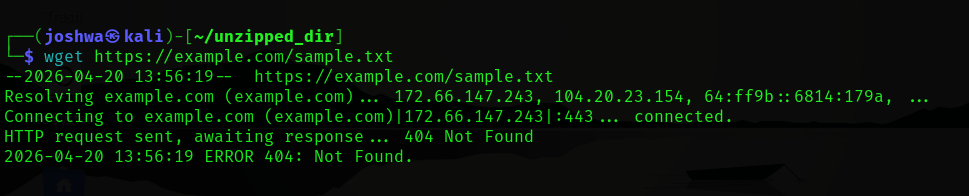 ┌──(joshwa㉿kali)-[~/unzipped_dir]
└─$ wget https://example.com/sample.txt
--2026-04-20 13:56:19--  https://example.com/sample.txt
Resolving example.com (example.com)... 172.66.147.243, 104.20.23.154, 64:ff9b::6814:179a, ...
Connecting to example.com (example.com)|172.66.147.243|:443... connected.
HTTP request sent, awaiting response... 404 Not Found
2026-04-20 13:56:19 ERROR 404: Not Found.